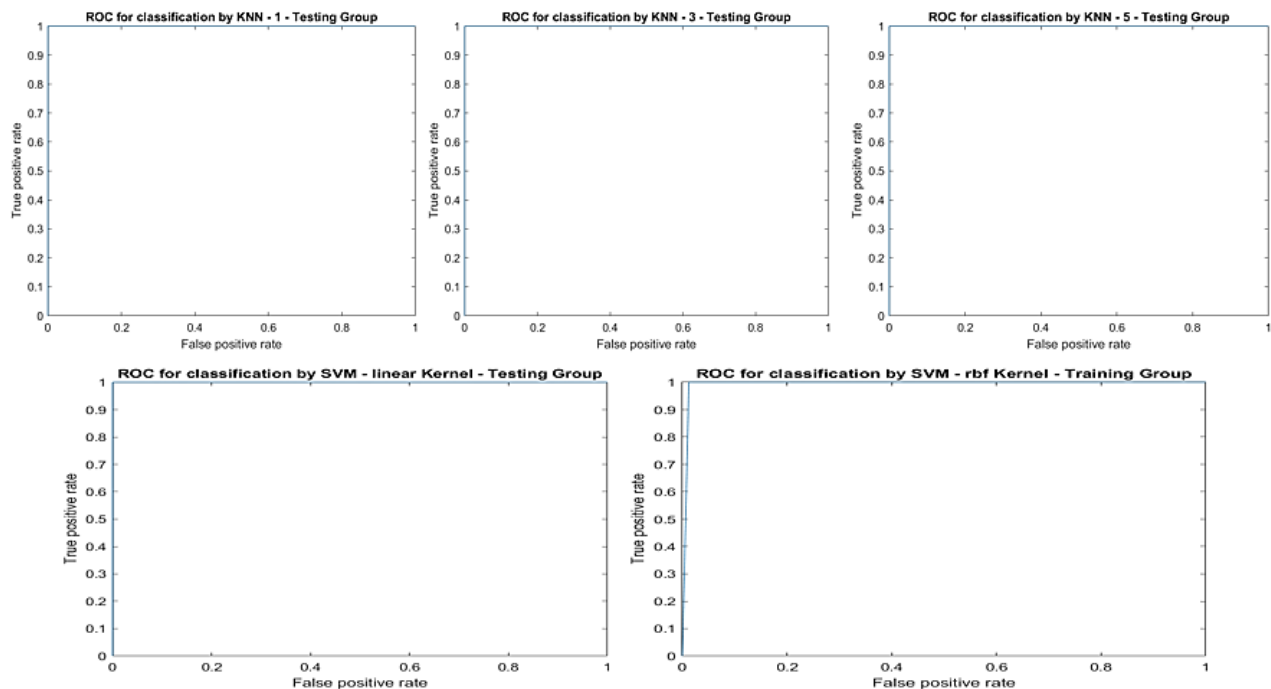 ROC for classification by KNN - 1 - Testing Group
1
0.9
0.8
0.7
0.6
0.5
0.4
0.3
0.2
0.1
0
True positive rate
0 0.2 0.4 0.6 0.8 1
False positive rate
ROC for classification by KNN - 3 - Testing Group
1
0.9
0.8
0.7
0.6
0.5
0.4
0.3
0.2
0.1
0
True positive rate
0 0.2 0.4 0.6 0.8 1
False positive rate
ROC for classification by KNN - 5 - Testing Group
1
0.9
0.8
0.7
0.6
0.5
0.4
0.3
0.2
0.1
0
True positive rate
0 0.2 0.4 0.6 0.8 1
False positive rate
ROC for classification by SVM - linear Kernel - Testing Group
1
0.9
0.8
0.7
0.6
0.5
0.4
0.3
0.2
0.1
0
True positive rate
0 0.2 0.4 0.6 0.8 1
False positive rate
ROC for classification by SVM - rbf Kernel - Training Group
1
0.9
0.8
0.7
0.6
0.5
0.4
0.3
0.2
0.1
0
True positive rate
0 0.2 0.4 0.6 0.8 1
False positive rate